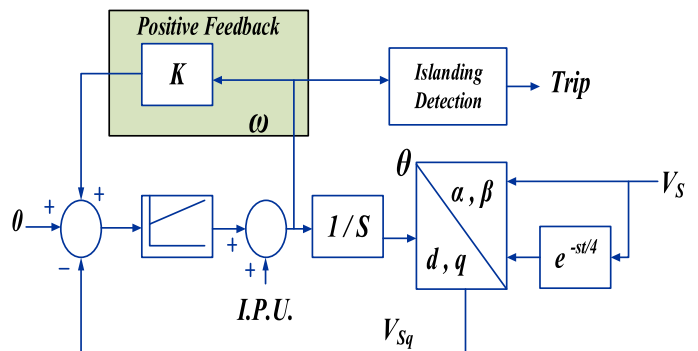 Positive Feedback
K
ω
Islanding
Detection
Trip
0
+
+
−
+
+
I.P.U.
1 / S
θ
α , β
d , q
V_S
e^-st/4
V_Sq